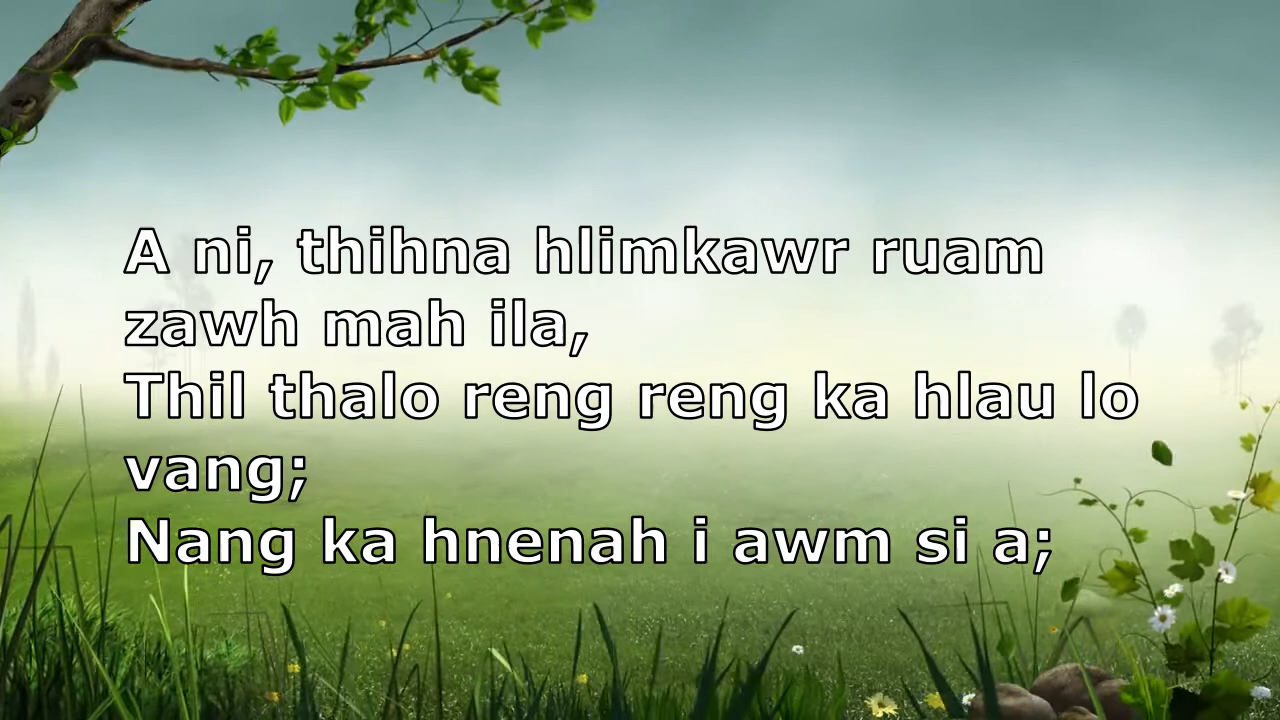 A ni, thihna hlimkawr ruam
zawh mah ila,
Thil thalo reng reng ka hlau lo
vang;
Nang ka hnenah i awm si a;